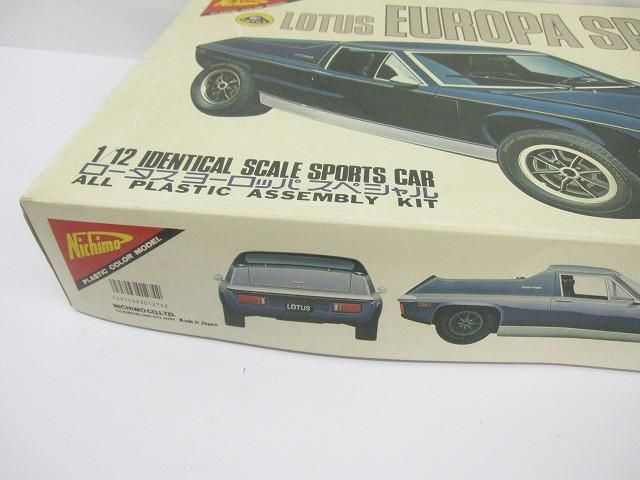 Nichimo
LOTUS EUROPA SP
1/12 IDENTICAL SCALE SPORTS CAR
ロータスヨーロッパスペシャル
ALL PLASTIC ASSEMBLY KIT
Nichimo
PLASTIC COLOR MODEL
NICHIMO CO.,LTD.
Made in Japan
LOTUS